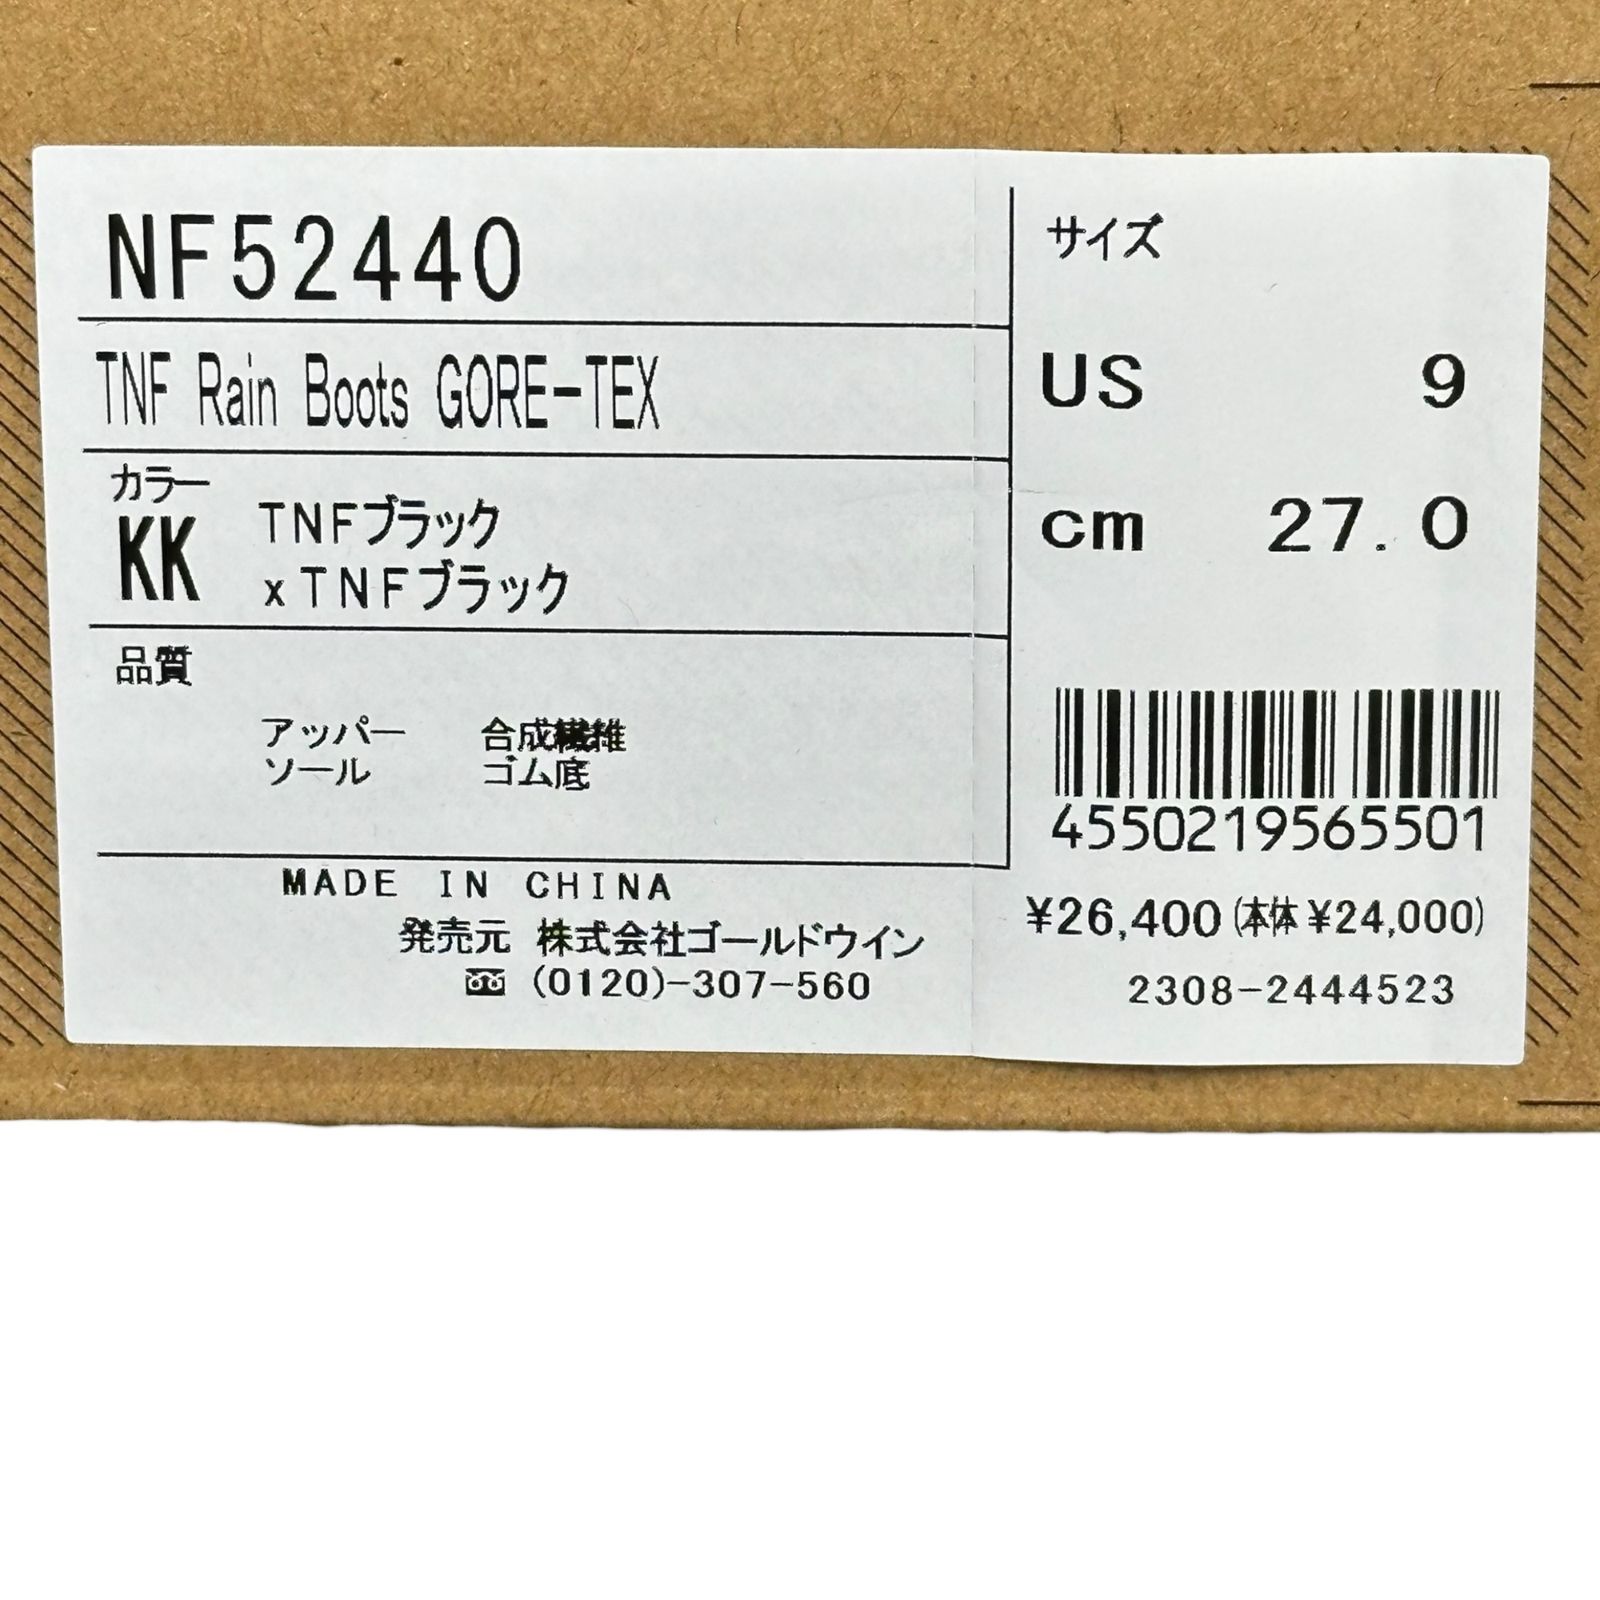 NF52440
TNF Rain Boots GORE-TEX
カラー
KK
TNFブラック
xTNFブラック
品質
アッパー 合成繊維
ソール ゴム底
MADE IN CHINA
発売元 株式会社ゴールドウイン
(0120)-307-560
サイズ
US 9
cm 27.0
4550219565501
¥26,400(本体¥24,000)
2308-2444523